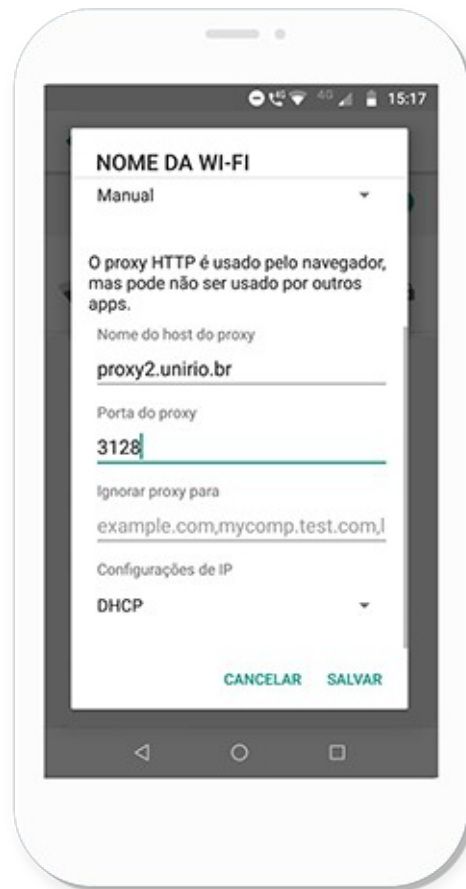 4G 4G 15:17
NOME DA WI-FI
Manual
O proxy HTTP é usado pelo navegador,
mas pode não ser usado por outros
apps.
Nome do host do proxy
proxy2.unirio.br
Porta do proxy
3128
Ignorar proxy para
example.com,mycomp.test.com,l
Configurações de IP
DHCP
CANCELAR SALVAR